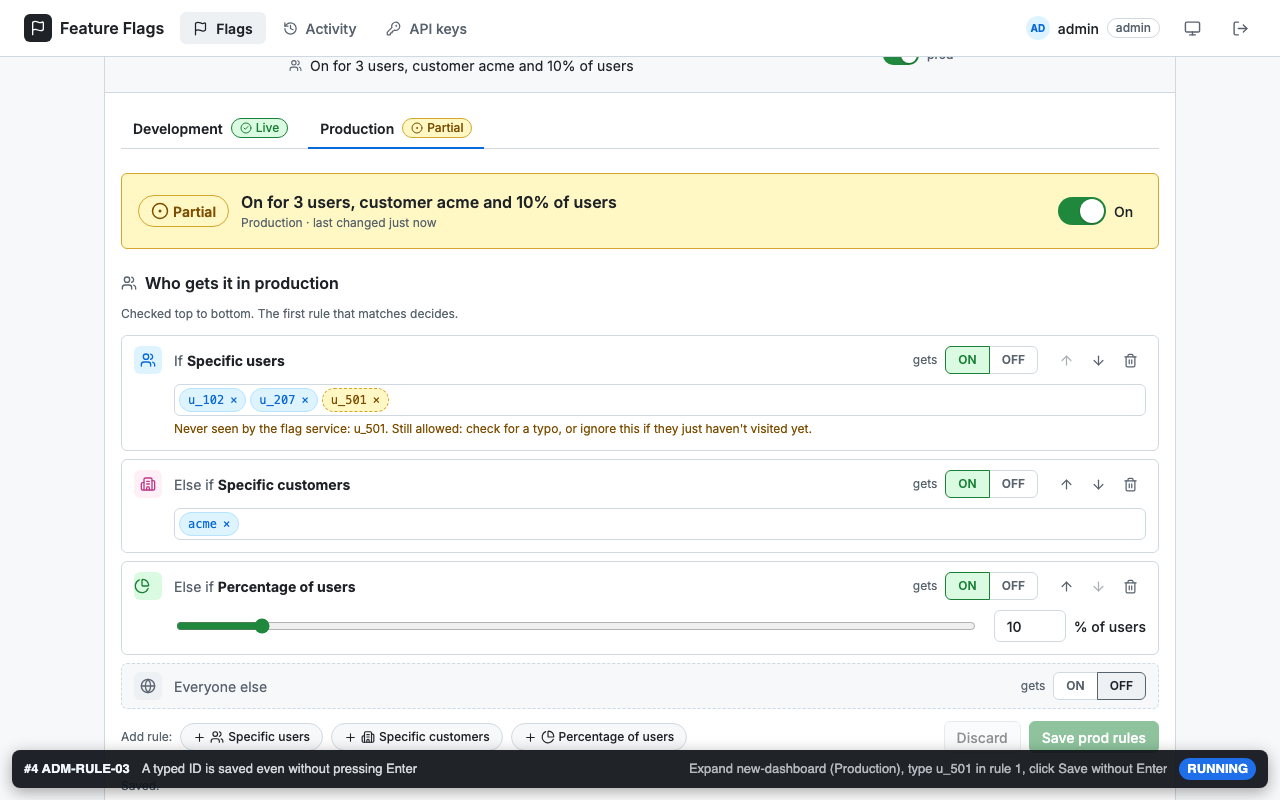 Feature Flags Flags Activity API keys AD admin admin
On for 3 users, customer acme and 10% of users prod
Development Live Production Partial
Partial On for 3 users, customer acme and 10% of users On
Production · last changed just now
Who gets it in production
Checked top to bottom. The first rule that matches decides.
If Specific users gets ON OFF
u_102 × u_207 × u_501 ×
Never seen by the flag service: u_501. Still allowed: check for a typo, or ignore this if they just haven't visited yet.
Else if Specific customers gets ON OFF
acme ×
Else if Percentage of users gets ON OFF
10 % of users
Everyone else gets ON OFF
Add rule: + Specific users + Specific customers + Percentage of users Discard Save prod rules
#4 ADM-RULE-03 A typed ID is saved even without pressing Enter Expand new-dashboard (Production), type u_501 in rule 1, click Save without Enter RUNNING
Saved.